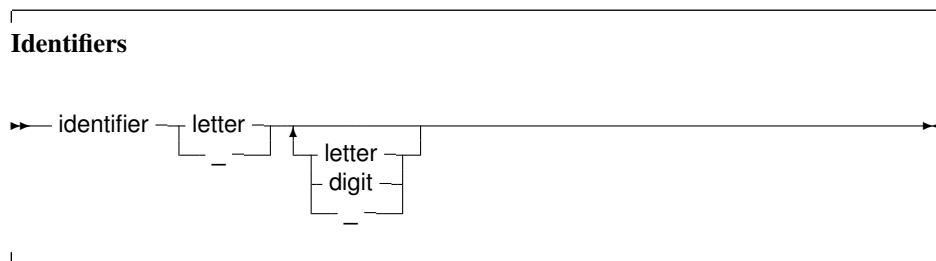 Identifiers
identifier letter
_
letter
digit
_